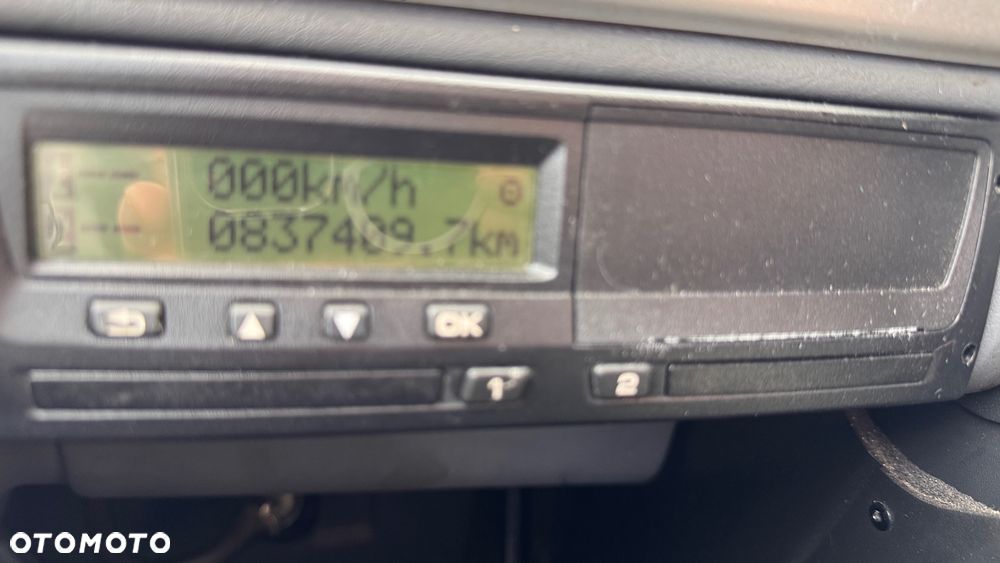 -- 000km/h
-- 0837409.7km
OK
1 2
OTOMOTO